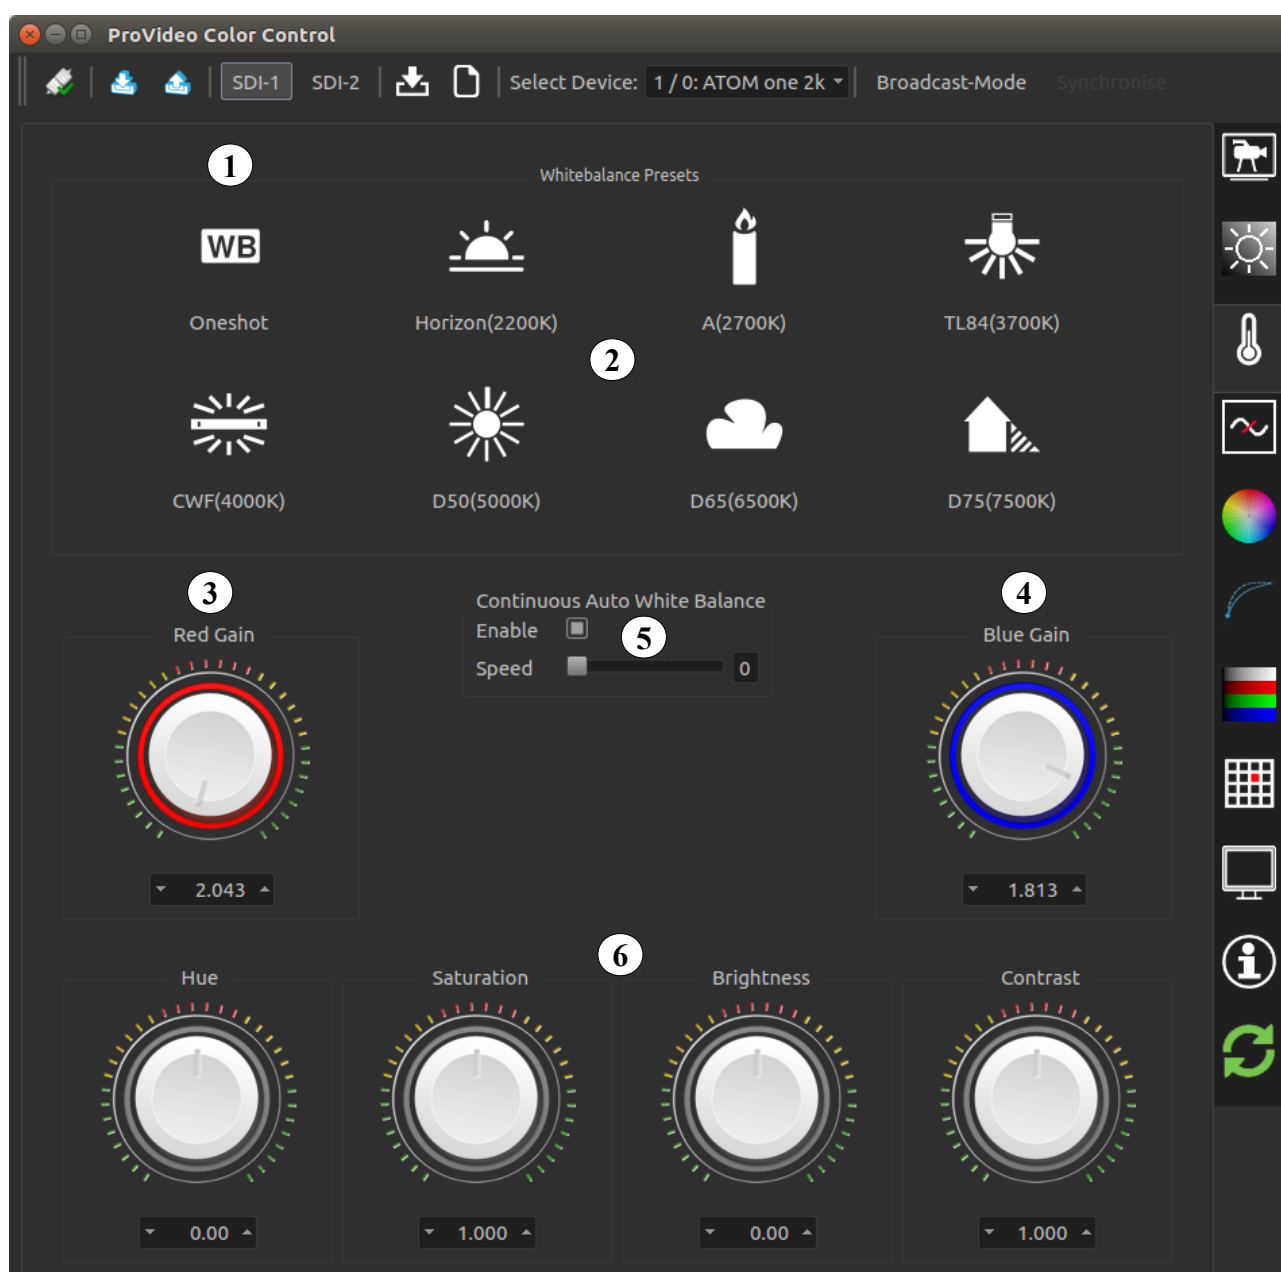 ProVideo Color Control
SDI-1 SDI-2 Select Device: 1 / 0: ATOM one 2k Broadcast-Mode Synchronise
1
Whitebalance Presets
WB
Oneshot Horizon(2200K) A(2700K) TL84(3700K)
2
CWF(4000K) D50(5000K) D65(6500K) D75(7500K)
3 4
Continuous Auto White Balance
Red Gain Enable 5 Blue Gain
Speed 0
2.043 1.813
6
Hue Saturation Brightness Contrast
0.00 1.000 0.00 1.000